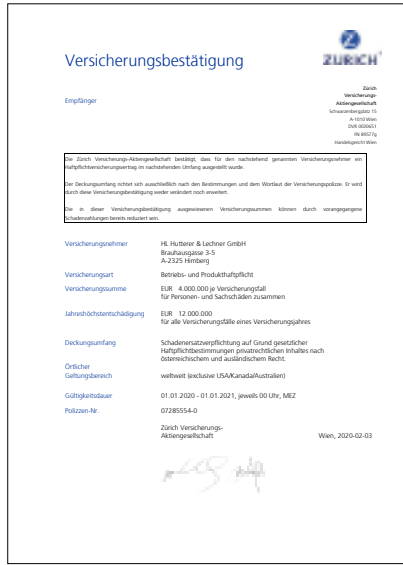 Versicherungsbestätigung
ZURICH
Zürich
Versicherungs-
Aktiengesellschaft
Schwarzenbergplatz 15
A-1010 Wien
DVR 0030651
FN 89577g
Handelsgericht Wien
Empfänger
Die Zürich Versicherungs-Aktiengesellschaft bestätigt, dass für den nachstehend genannten Versicherungsnehmer ein
Haftpflichtversicherungsvertrag im nachstehenden Umfang ausgestellt wurde.
Der Deckungsumfang richtet sich ausschließlich nach den Bestimmungen und dem Wortlaut der Versicherungspolizze. Er wird
durch diese Versicherungsbestätigung weder verändert noch erweitert.
Die in dieser Versicherungsbestätigung ausgewiesenen Versicherungssummen können durch vorangegangene
Schadenzahlungen bereits reduziert sein.
Versicherungsnehmer HL Hutterer & Lechner GmbH
Brauhausgasse 3-5
A-2325 Himberg
Versicherungsart Betriebs- und Produkthaftpflicht
Versicherungssumme EUR 4.000.000 je Versicherungsfall
für Personen- und Sachschäden zusammen
Jahreshöchstentschädigung EUR 12.000.000
für alle Versicherungsfälle eines Versicherungsjahres
Deckungsumfang Schadenersatzverpflichtung auf Grund gesetzlicher
Haftpflichtbestimmungen privatrechtlichen Inhaltes nach
österreichischem und ausländischem Recht.
Örtlicher
Geltungsbereich weltweit (exclusive USA/Kanada/Australien)
Gültigkeitsdauer 01.01.2020 - 01.01.2021, jeweils 00 Uhr, MEZ
Polizzen-Nr. 07285554-0
Zürich Versicherungs-
Aktiengesellschaft Wien, 2020-02-03